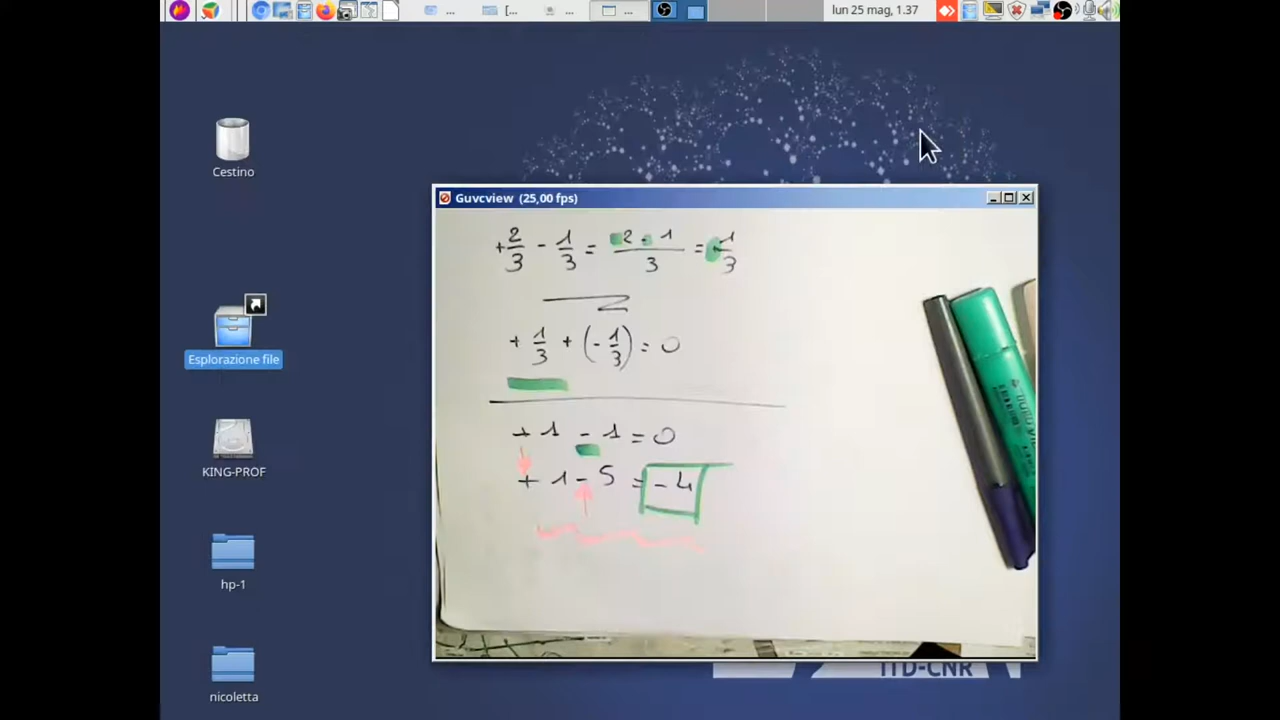 ... [... ... ... lun 25 mag, 1.37
Cestino
Esplorazione file
KING-PROF
hp-1
nicoletta
Guvcview (25,00 fps)
+2/3 - 1/3 = 2 - 1/3 = +1/3
+ 1/3 + (- 1/3) = 0
+ 1 - 1 = 0
+ 1 - 5 = - 4
ITD-CNR